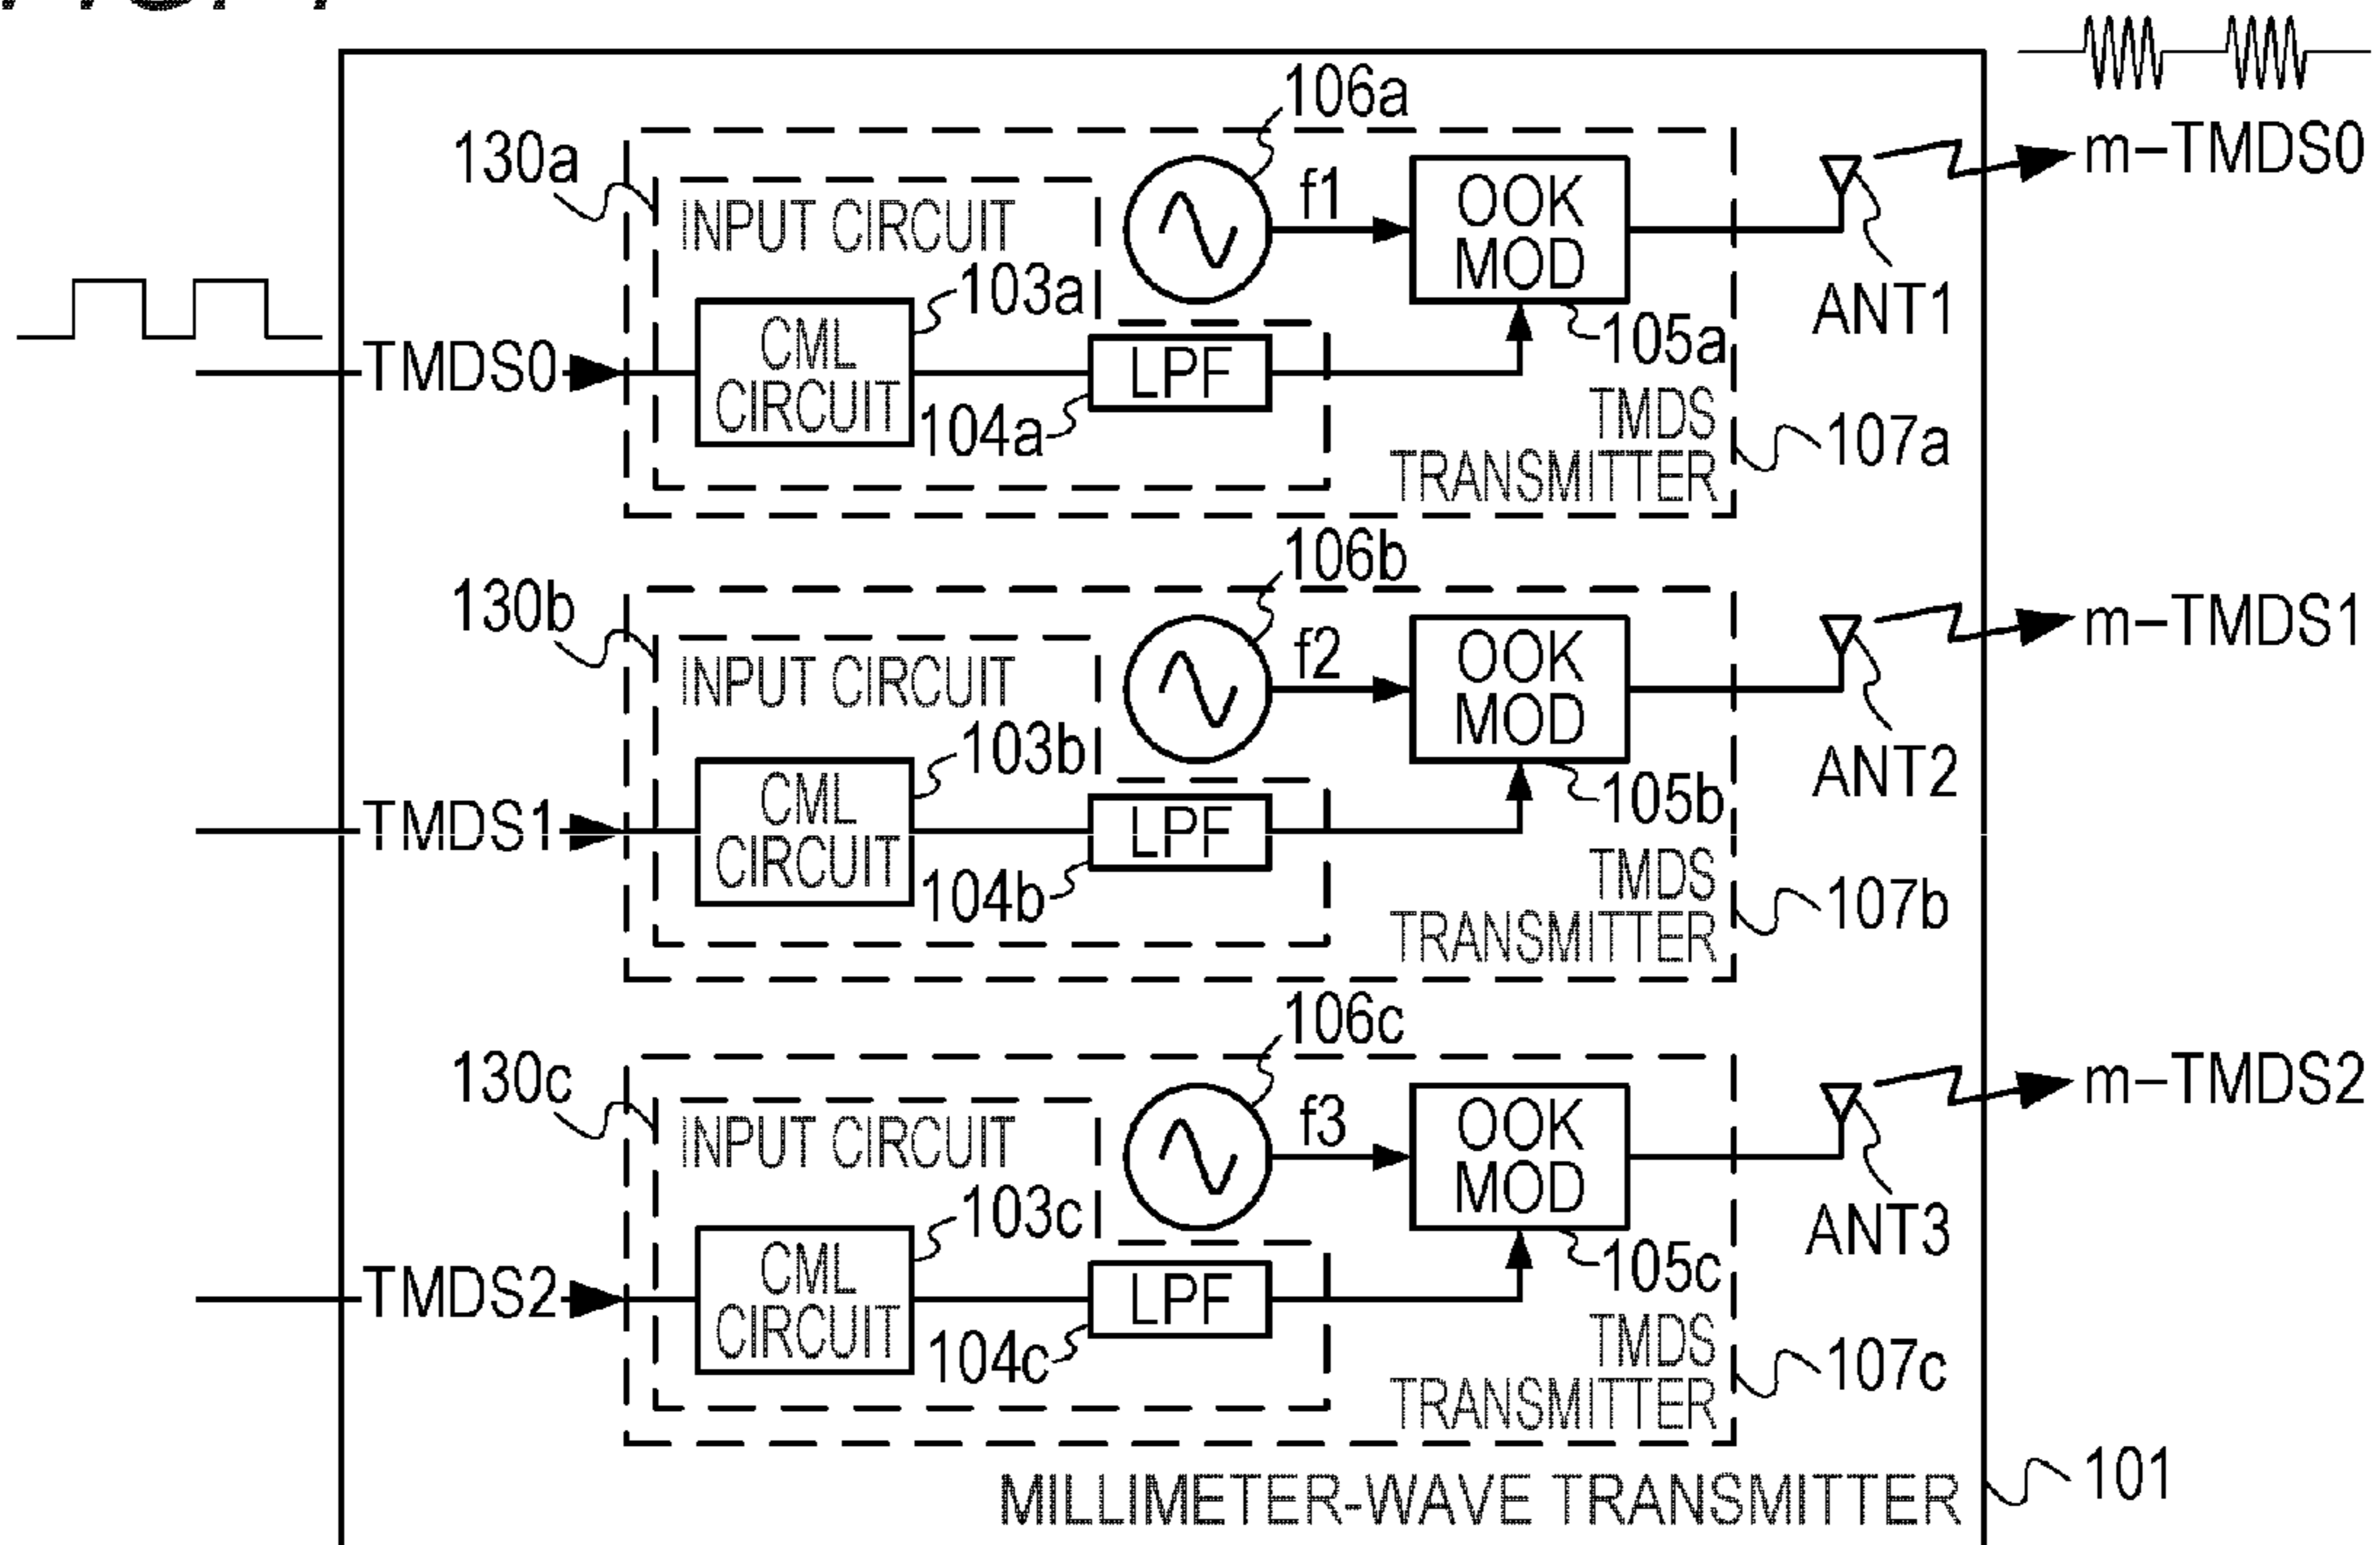 106a
130a
INPUT CIRCUIT
f1
OOK
MOD
m–TMDS0
103a
ANT1
TMDS0
CML
CIRCUIT
LPF
105a
104a
TMDS
TRANSMITTER
107a
106b
130b
INPUT CIRCUIT
f2
OOK
MOD
m–TMDS1
103b
ANT2
TMDS1
CML
CIRCUIT
LPF
105b
104b
TMDS
TRANSMITTER
107b
106c
130c
INPUT CIRCUIT
f3
OOK
MOD
m–TMDS2
103c
ANT3
TMDS2
CML
CIRCUIT
LPF
105c
104c
TMDS
TRANSMITTER
107c
MILLIMETER-WAVE TRANSMITTER
101